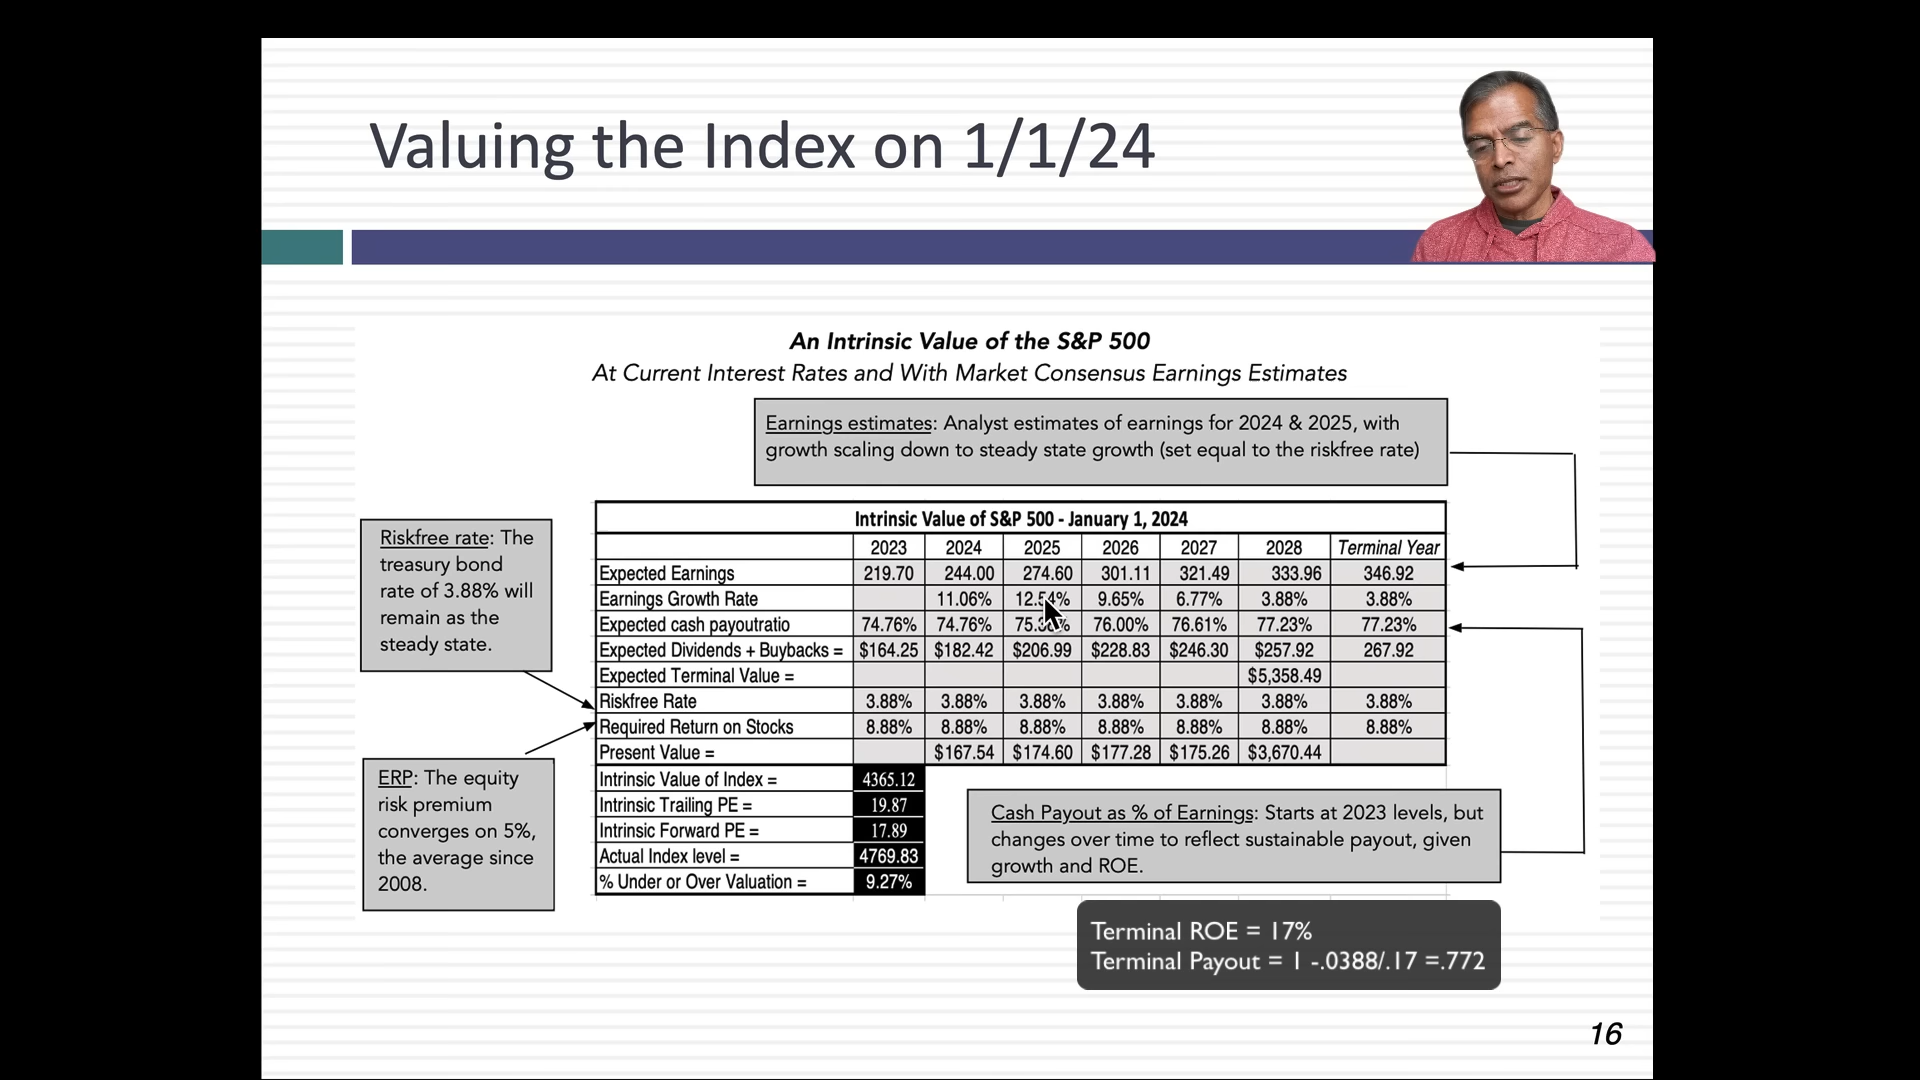 Valuing the Index on 1/1/24
An Intrinsic Value of the S&P 500
At Current Interest Rates and With Market Consensus Earnings Estimates
Earnings estimates: Analyst estimates of earnings for 2024 & 2025, with
growth scaling down to steady state growth (set equal to the riskfree rate)
Riskfree rate: The
treasury bond
rate of 3.88% will
remain as the
steady state.
ERP: The equity
risk premium
converges on 5%,
the average since
2008.
Intrinsic Value of S&P 500 - January 1, 2024
2023 2024 2025 2026 2027 2028 Terminal Year
Expected Earnings 219.70 244.00 274.60 301.11 321.49 333.96 346.92
Earnings Growth Rate 11.06% 12.54% 9.65% 6.77% 3.88% 3.88%
Expected cash payoutratio 74.76% 74.76% 76.00% 76.61% 77.23% 77.23%
Expected Dividends + Buybacks = $164.25 $182.42 $206.99 $228.83 $246.30 $257.92 267.92
Expected Terminal Value = $5,358.49
Riskfree Rate 3.88% 3.88% 3.88% 3.88% 3.88% 3.88% 3.88%
Required Return on Stocks 8.88% 8.88% 8.88% 8.88% 8.88% 8.88% 8.88%
Present Value = $167.54 $174.60 $177.28 $175.26 $3,670.44
Intrinsic Value of Index = 4365.12
Intrinsic Trailing PE = 19.87
Intrinsic Forward PE = 17.89
Actual Index level = 4769.83
% Under or Over Valuation = 9.27%
Cash Payout as % of Earnings: Starts at 2023 levels, but
changes over time to reflect sustainable payout, given
growth and ROE.
Terminal ROE = 17%
Terminal Payout = 1 -.0388/.17 =.772
16